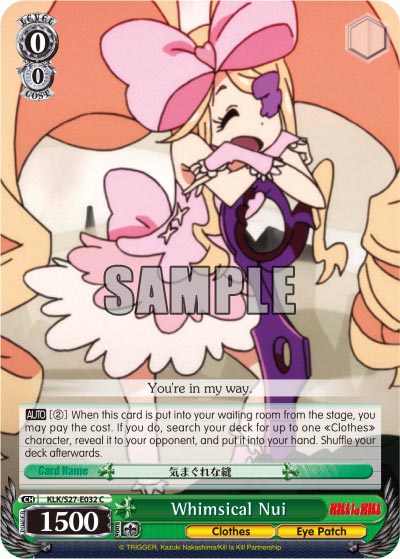 LEVEL
0
0
COST
SAMPLE
You're in my way.
AUTO [②] When this card is put into your waiting room from the stage, you
may pay the cost. If you do, search your deck for up to one «Clothes»
character, reveal it to your opponent, and put it into your hand. Shuffle your
deck afterwards.
Card Name 気まぐれな縫
CH KLK/S27-E032 C
POWER 1500 SOUL
Whimsical Nui
KILL la KILL
Clothes Eye Patch
© TRIGGER, Kazuki Nakashima/Kill la Kill Partnership